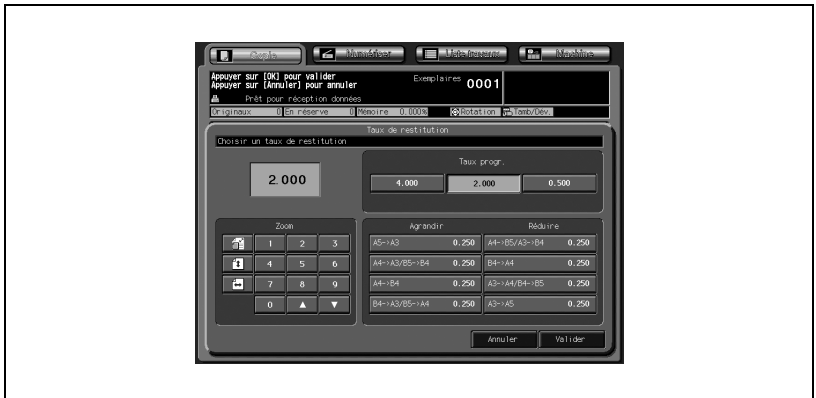 Copie Numériser Liste travaux Machine
Appuyer sur [OK] pour valider
Appuyer sur [Annuler] pour annuler
Exemplaires 0001
Prêt pour réception données
Originaux 0 En réserve 0 Mémoire 0.000% Rotation Tamb/Dév.
Taux de restitution
Choisir un taux de restitution
2.000
Taux progr.
4.000 2.000 0.500
Zoom
1 2 3
4 5 6
7 8 9
0
Agrandir Réduire
A5->A3 0.250 A4->B5/A3->B4 0.250
A4->A3/B5->B4 0.250 B4->A4 0.250
A4->B4 0.250 A3->A4/B4->B5 0.250
B4->A3/B5->A4 0.250 A3->A5 0.250
Annuler Valider